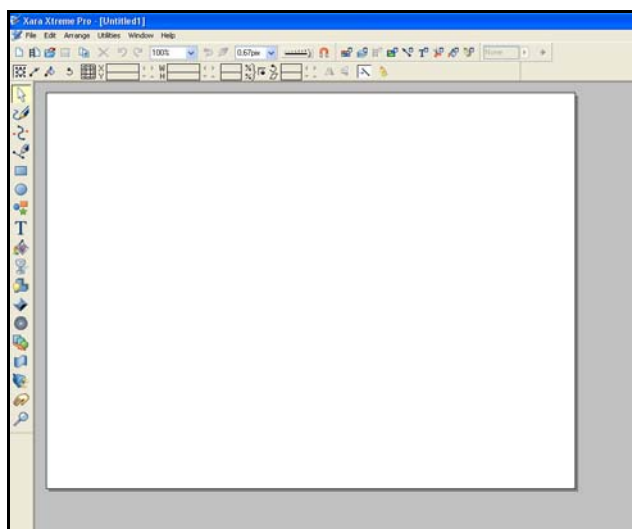 Xara Xtreme Pro - [Untitled1]
File Edit Arrange Utilities Window Help
100% 0.67pix None
X W
Y H
T